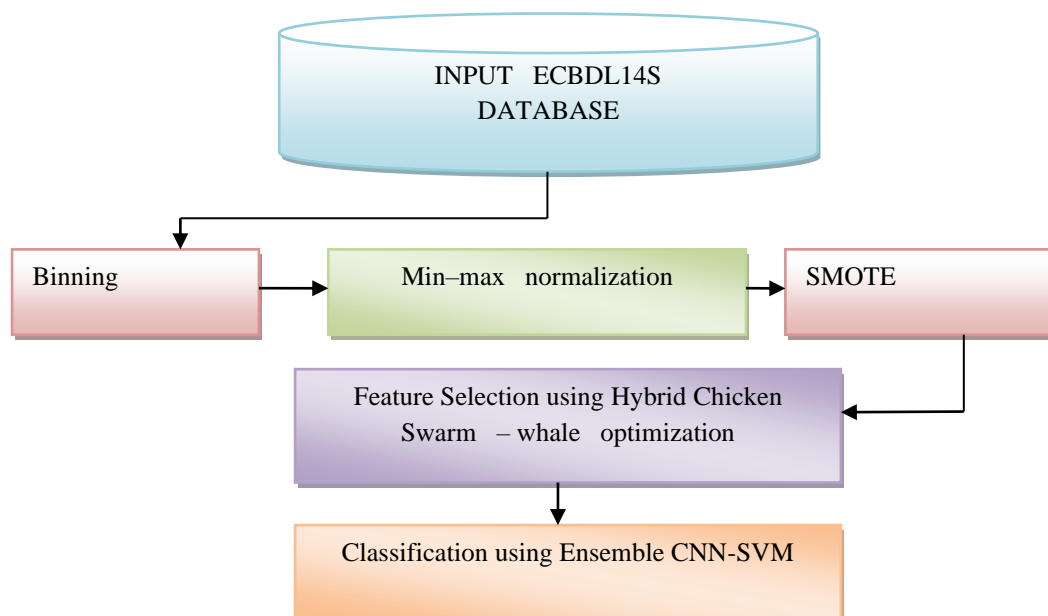 INPUT ECBDL14S
DATABASE
Binning
Min–max normalization
SMOTE
Feature Selection using Hybrid Chicken
Swarm – whale optimization
Classification using Ensemble CNN-SVM